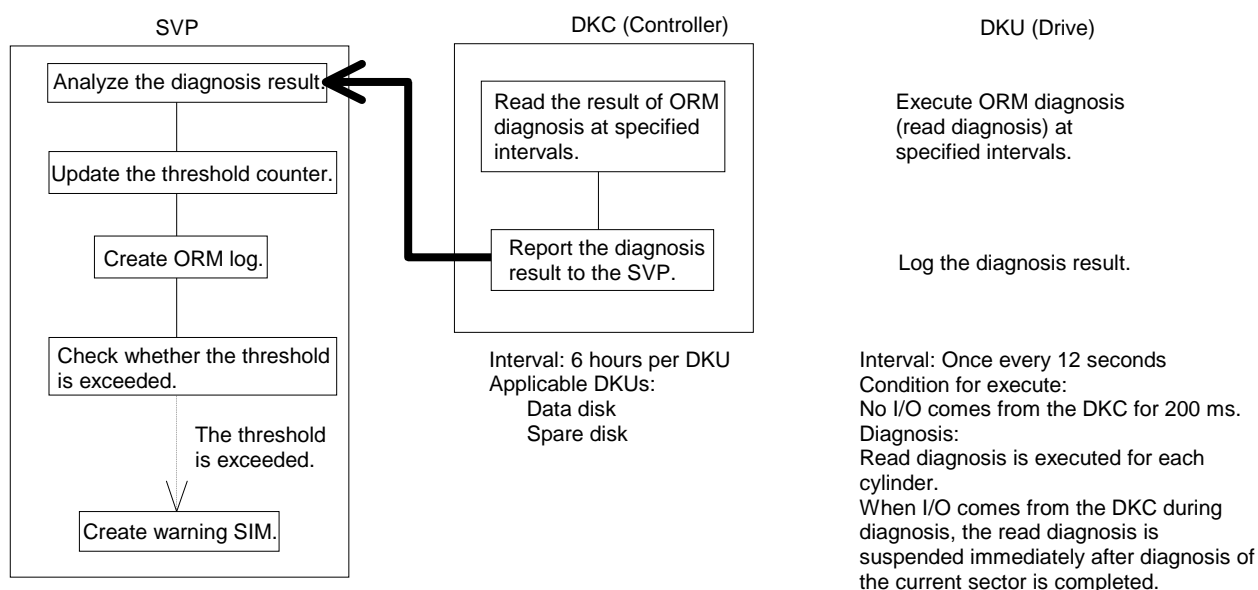 SVP
Analyze the diagnosis result.
Update the threshold counter.
Create ORM log.
Check whether the threshold
is exceeded.
The threshold
is exceeded.
Create warning SIM.
DKC (Controller)
Read the result of ORM
diagnosis at specified
intervals.
Report the diagnosis
result to the SVP.
Interval: 6 hours per DKU
Applicable DKUs:
Data disk
Spare disk
DKU (Drive)
Execute ORM diagnosis
(read diagnosis) at
specified intervals.
Log the diagnosis result.
Interval: Once every 12 seconds
Condition for execute:
No I/O comes from the DKC for 200 ms.
Diagnosis:
Read diagnosis is executed for each
cylinder.
When I/O comes from the DKC during
diagnosis, the read diagnosis is
suspended immediately after diagnosis of
the current sector is completed.